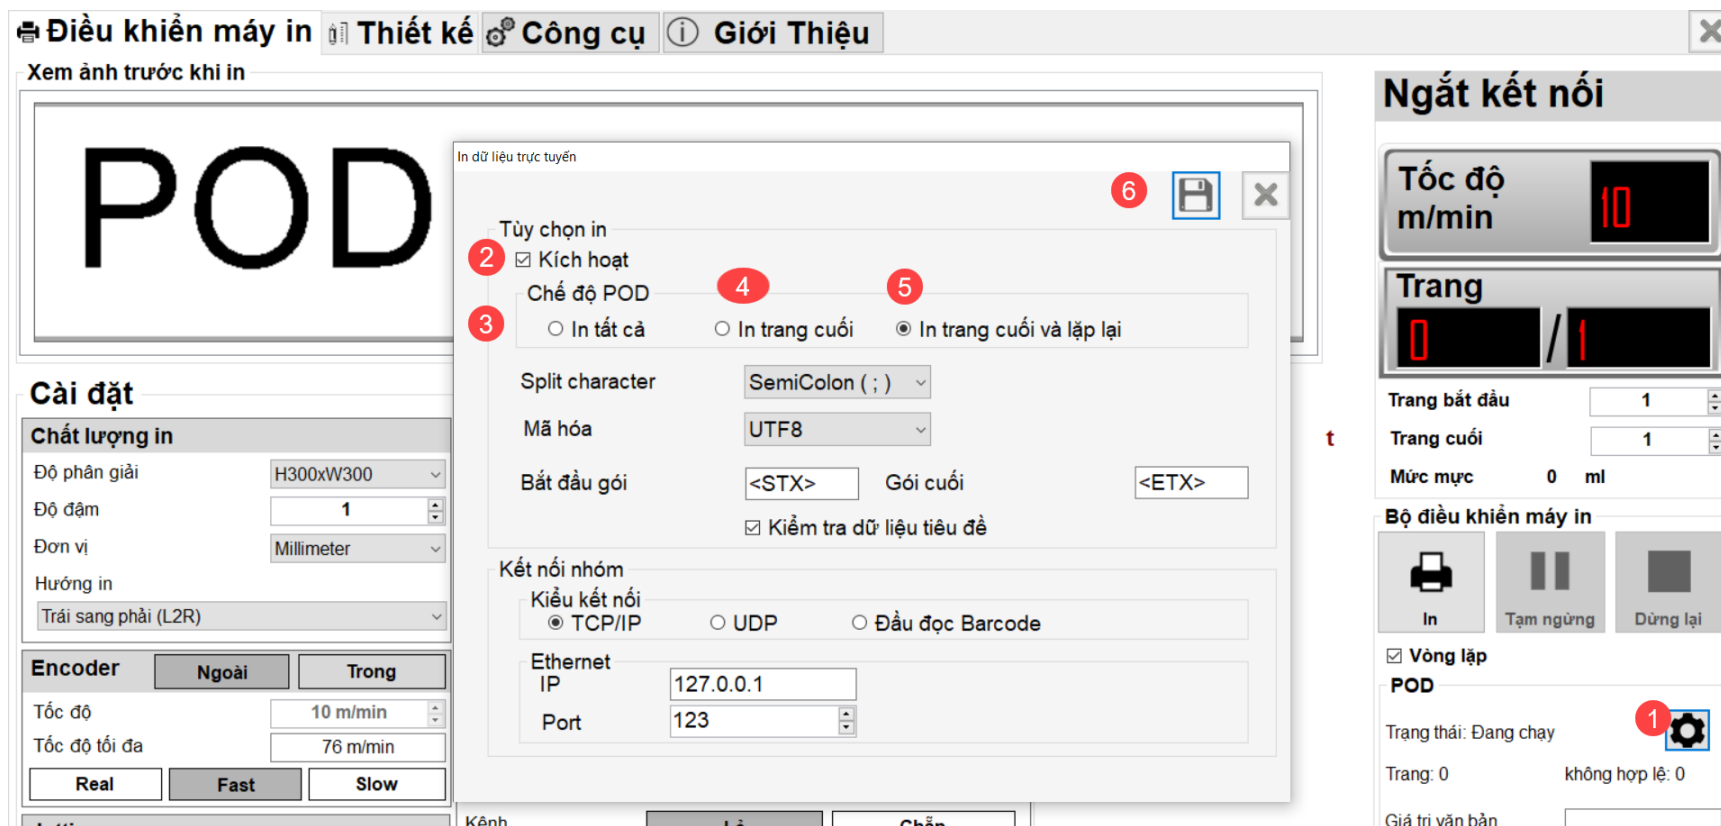 Điều khiển máy in
Thiết kế
Công cụ
Giới Thiệu
Xem ảnh trước khi in
POD
In dữ liệu trực tuyến
6
Tùy chọn in
2
Kích hoạt
Chế độ POD
4
5
3
In tất cả
In trang cuối
In trang cuối và lặp lại
Split character
SemiColon ( ; )
Mã hóa
UTF8
Bắt đầu gói
<STX>
Gói cuối
<ETX>
Kiểm tra dữ liệu tiêu đề
Kết nối nhóm
Kiểu kết nối
TCP/IP
UDP
Đầu đọc Barcode
Ethernet
IP
127.0.0.1
Port
123
Cài đặt
Chất lượng in
Độ phân giải
H300xW300
Độ đậm
1
Đơn vị
Millimeter
Hướng in
Trái sang phải (L2R)
Encoder
Ngoài
Trong
Tốc độ
10 m/min
Tốc độ tối đa
76 m/min
Real
Fast
Slow
Kênh
t
Ngắt kết nối
Tốc độ
m/min
10
Trang
0 / 1
Trang bắt đầu
1
Trang cuối
1
Mức mực
0 ml
Bộ điều khiển máy in
In
Tạm ngừng
Dừng lại
Vòng lặp
POD
1
Trạng thái: Đang chạy
Trang: 0
không hợp lệ: 0
Giá trị văn bản